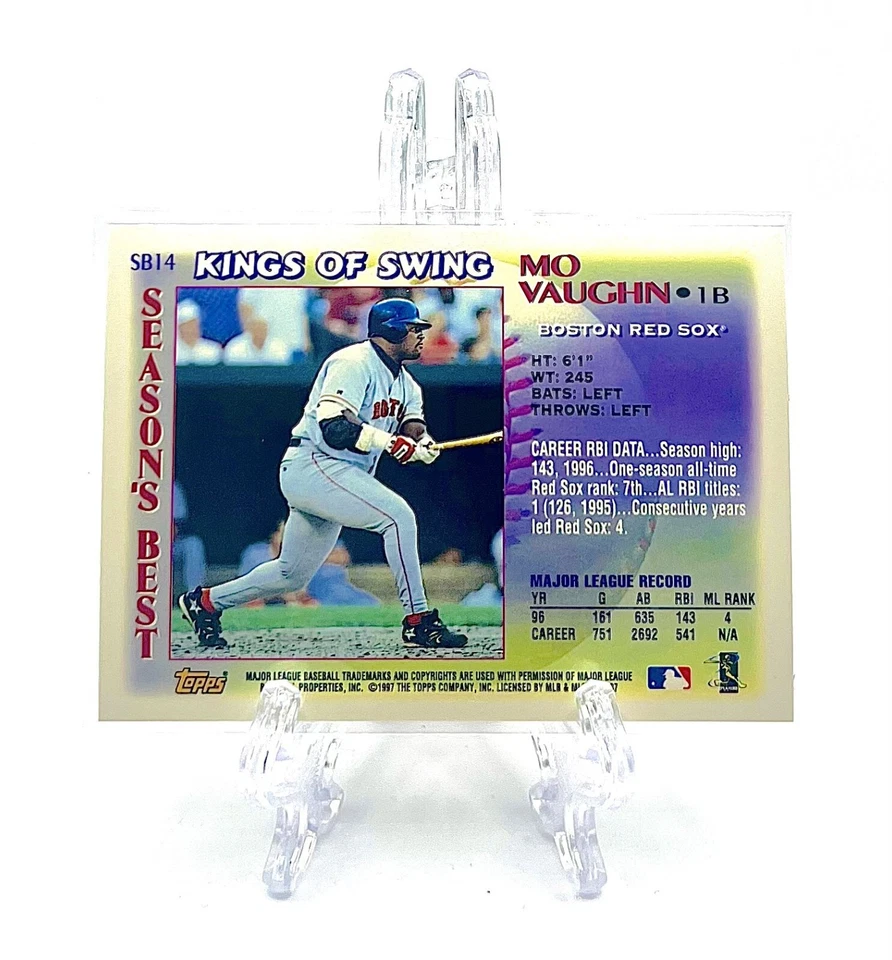 SB14 KINGS OF SWING
SEASON'S BEST
MO
VAUGHN • 1B
BOSTON RED SOX
HT: 6'1"
WT: 245
BATS: LEFT
THROWS: LEFT
CAREER RBI DATA...Season high:
143, 1996...One-season all-time
Red Sox rank: 7th...AL RBI titles:
1 (126, 1995)...Consecutive years
led Red Sox: 4.
MAJOR LEAGUE RECORD
YR G AB RBI ML RANK
96 161 635 143 4
CAREER 751 2692 541 N/A
BOST
Topps
MAJOR LEAGUE BASEBALL TRADEMARKS AND COPYRIGHTS ARE USED WITH PERMISSION OF MAJOR LEAGUE
PROPERTIES, INC. ©1997 THE TOPPS COMPANY, INC. LICENSED BY MLB &